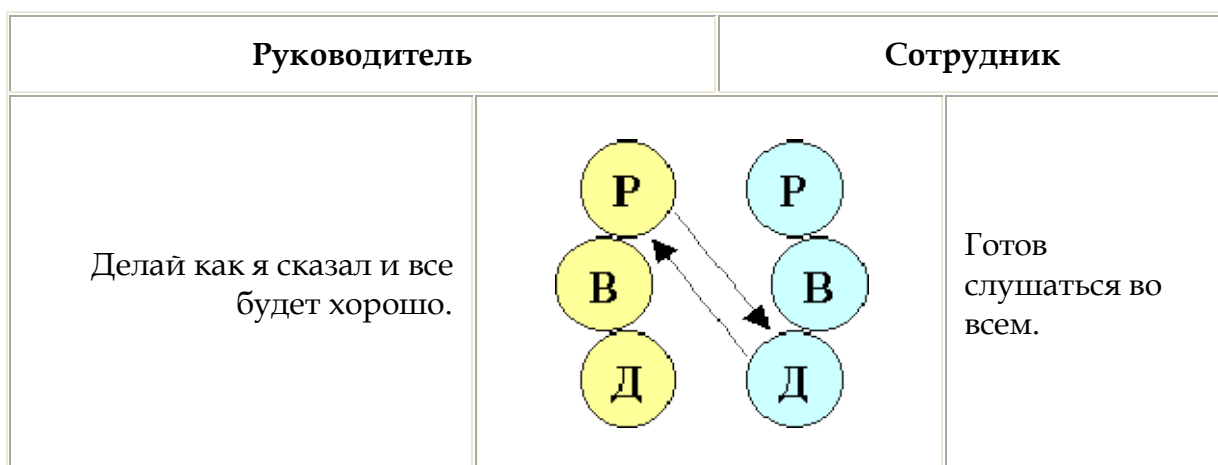 Руководитель
Сотрудник
Делай как я сказал и все
будет хорошо.
Р
Р
В
В
Д
Д
Готов
слушаться во
всем.